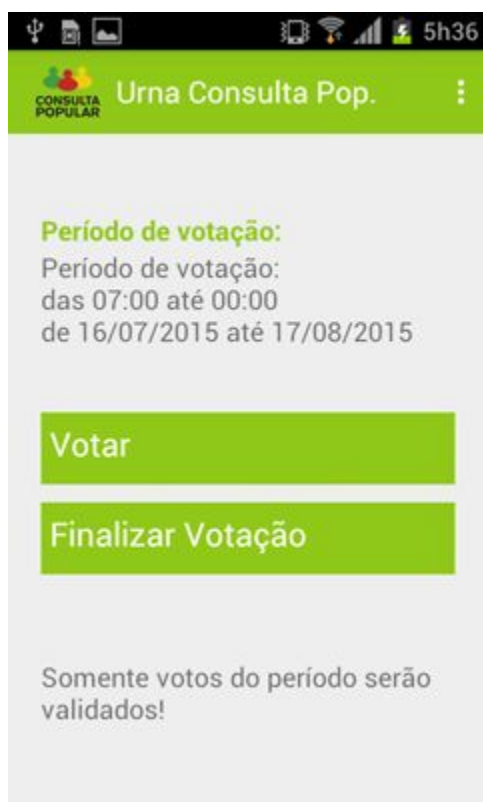 5h36
CONSULTA
POPULAR
Urna Consulta Pop.
Período de votação:
Período de votação:
das 07:00 até 00:00
de 16/07/2015 até 17/08/2015
Votar
Finalizar Votação
Somente votos do período serão
validados!